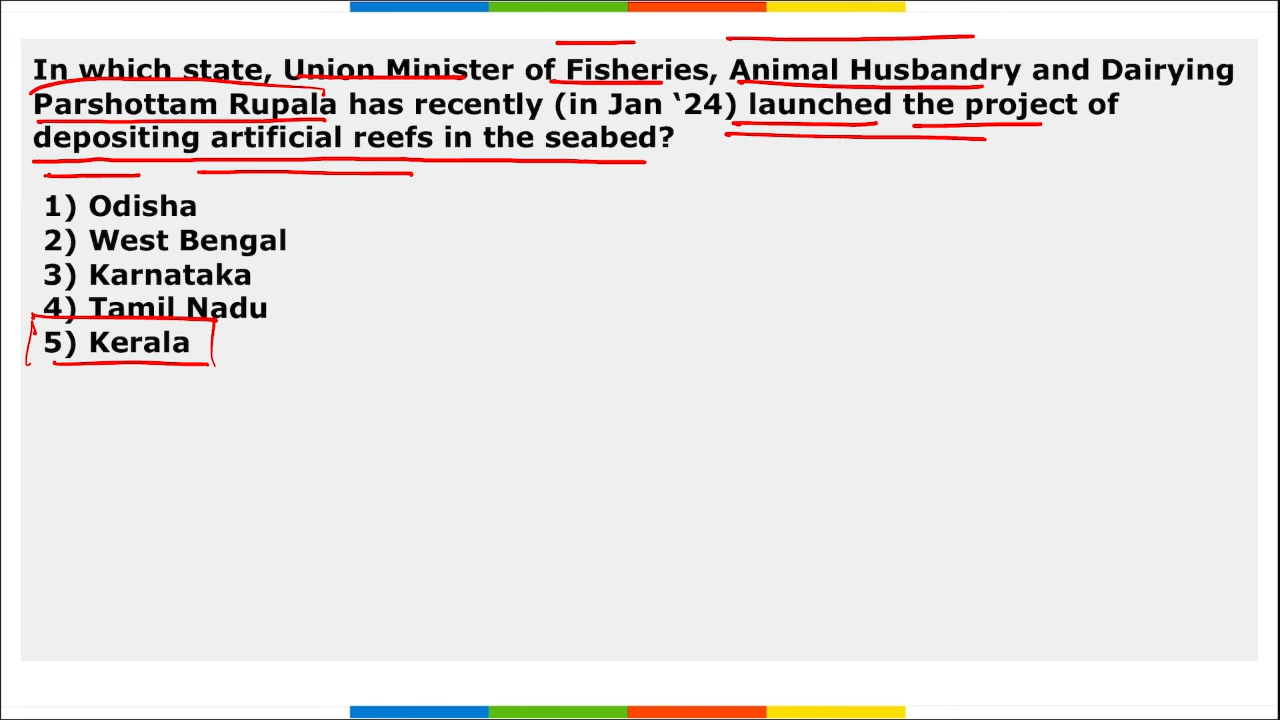 In which state, Union Minister of Fisheries, Animal Husbandry and Dairying
Parshottam Rupala has recently (in Jan ‘24) launched the project of
depositing artificial reefs in the seabed?
1) Odisha
2) West Bengal
3) Karnataka
4) Tamil Nadu
5) Kerala